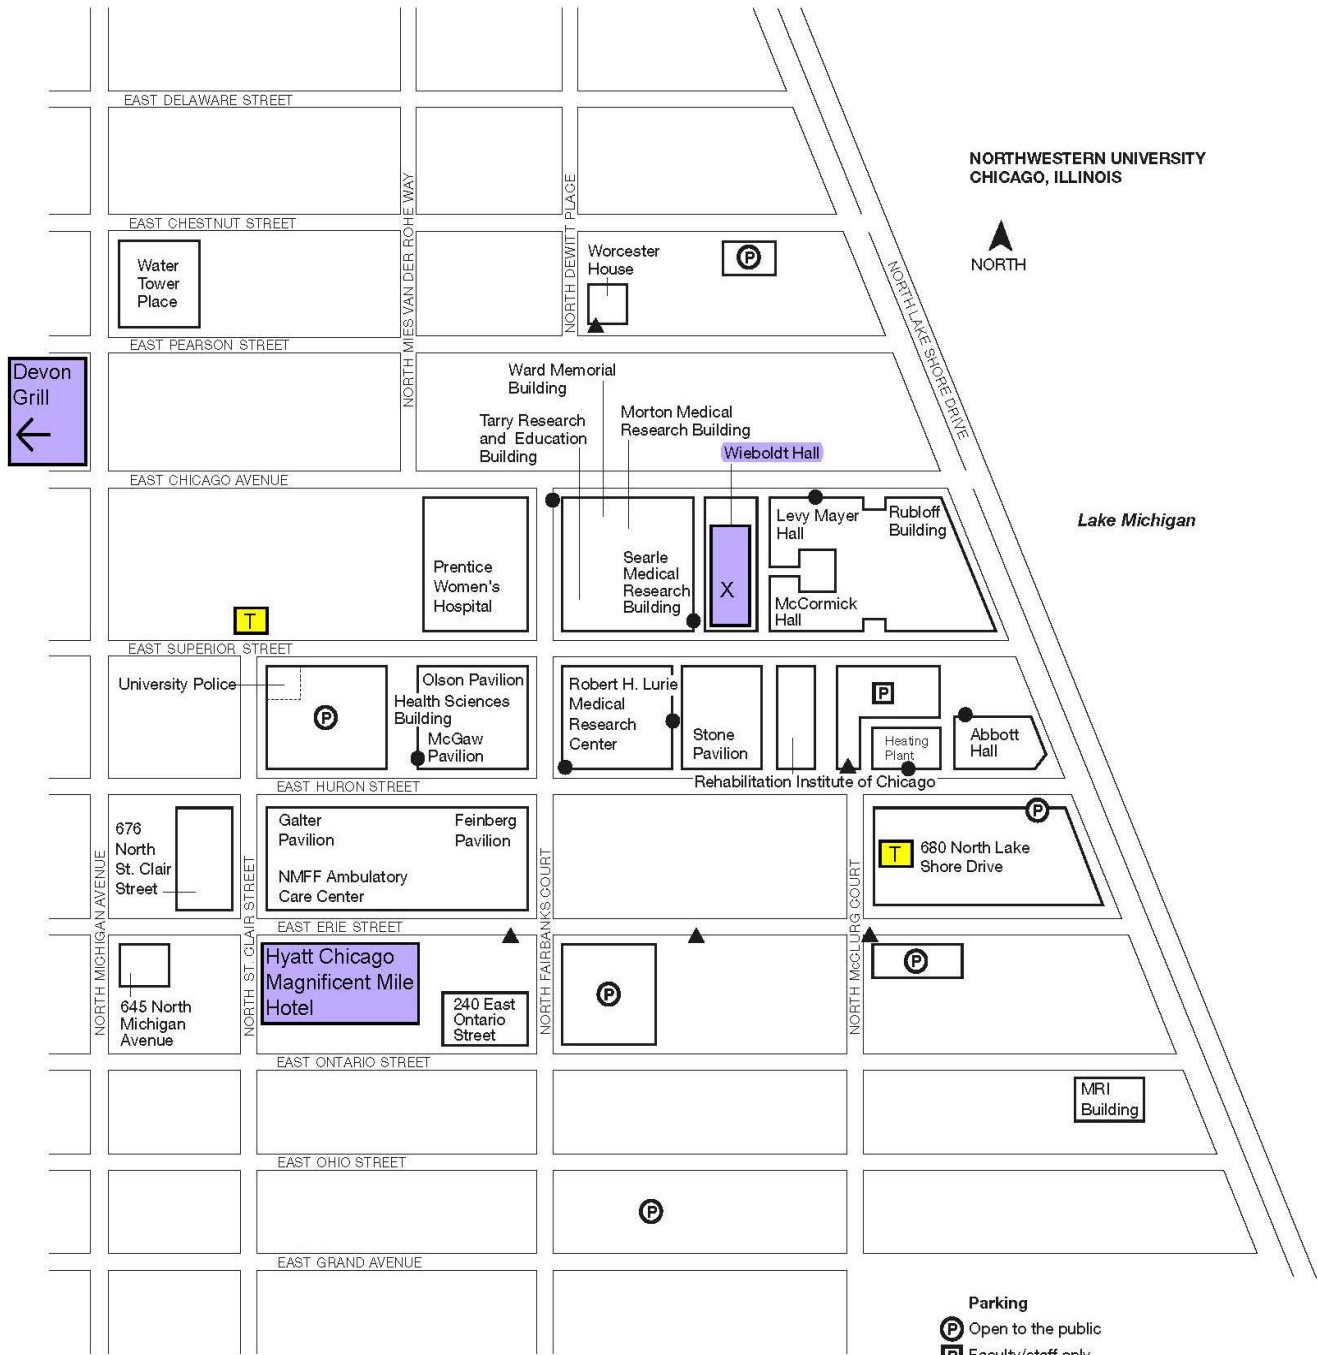 EAST DELAWARE STREET
NORTHWESTERN UNIVERSITY
CHICAGO, ILLINOIS
NORTH
EAST CHESTNUT STREET
NORTH MIES VAN DER ROHE WAY
NORTH DEWITT PLACE
NORTH LAKE SHORE DRIVE
Water
Tower
Place
Worcester
House
P
EAST PEARSON STREET
Devon
Grill
Ward Memorial
Building
Tarry Research
and Education
Building
Morton Medical
Research Building
Wieboldt Hall
EAST CHICAGO AVENUE
Lake Michigan
Prentice
Women's
Hospital
Searle
Medical
Research
Building
X
Levy Mayer
Hall
Rubloff
Building
McCormick
Hall
T
EAST SUPERIOR STREET
University Police
P
Olson Pavilion
Health Sciences
Building
McGaw
Pavilion
Robert H. Lurie
Medical
Research
Center
Stone
Pavilion
P
Heating
Plant
Abbott
Hall
Rehabilitation Institute of Chicago
EAST HURON STREET
676
North
St. Clair
Street
Galter
Pavilion
Feinberg
Pavilion
NMFF Ambulatory
Care Center
P
T
680 North Lake
Shore Drive
NORTH MICHIGAN AVENUE
NORTH ST. CLAIR STREET
NORTH FAIRBANKS COURT
NORTH McCLURG COURT
EAST ERIE STREET
Hyatt Chicago
Magnificent Mile
Hotel
645 North
Michigan
Avenue
240 East
Ontario
Street
P
P
EAST ONTARIO STREET
MRI
Building
EAST OHIO STREET
P
EAST GRAND AVENUE
Parking
P Open to the public
P Faculty/staff only